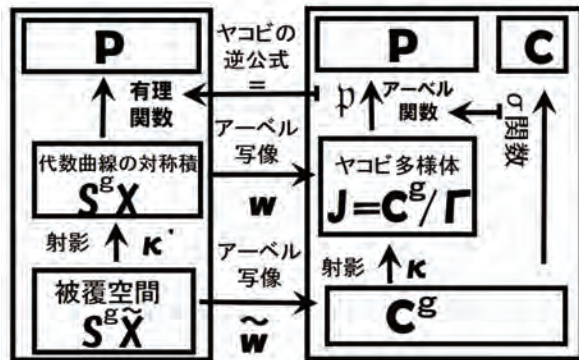 P
ヤコビの
逆公式
=
P
C
有理
関数
アーベル
写像
𝔭
アーベル
関数
σ関数
代数曲線の対称積
S^g X
w
ヤコビ多様体
J=C^g/Γ
射影
κ'
アーベル
写像
射影
κ
被覆空間
S^g X̃
w̃
C^g